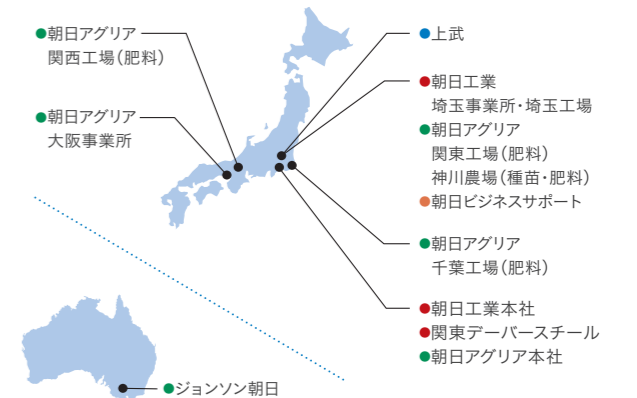 ●朝日アグリア
関西工場（肥料）
●朝日アグリア
大阪事業所
●上武
●朝日工業
埼玉事業所・埼玉工場
●朝日アグリア
関東工場（肥料）
神川農場（種苗・肥料）
●朝日ビジネスサポート
●朝日アグリア
千葉工場（肥料）
●朝日工業本社
●関東デーバースチール
●朝日アグリア本社
●ジョンソン朝日